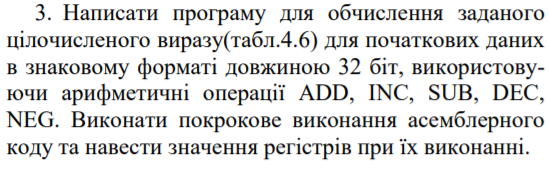 3. Написати програму для обчислення заданого
цілочисленого виразу(табл.4.6) для початкових даних
в знаковому форматі довжиною 32 біт, використову-
ючи арифметичні операції ADD, INC, SUB, DEC,
NEG. Виконати покрокове виконання асемблерного
коду та навести значення регістрів при їх виконанні.